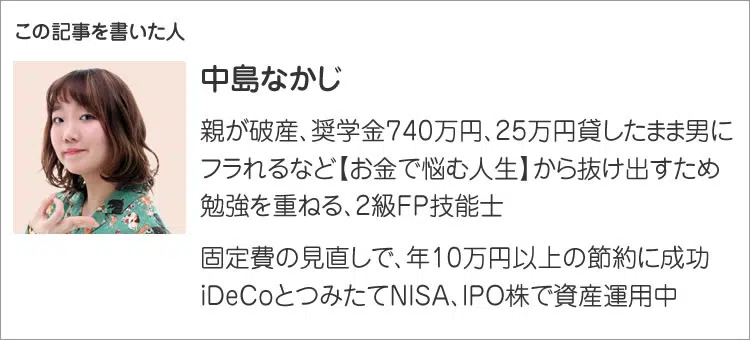 この記事を書いた人
中島なかじ
親が破産、奨学金740万円、25万円貸したまま男に
フラれるなど【お金で悩む人生】から抜け出すため
勉強を重ねる、2級FP技能士
固定費の見直しで、年10万円以上の節約に成功
iDeCoとつみたてNISA、IPO株で資産運用中